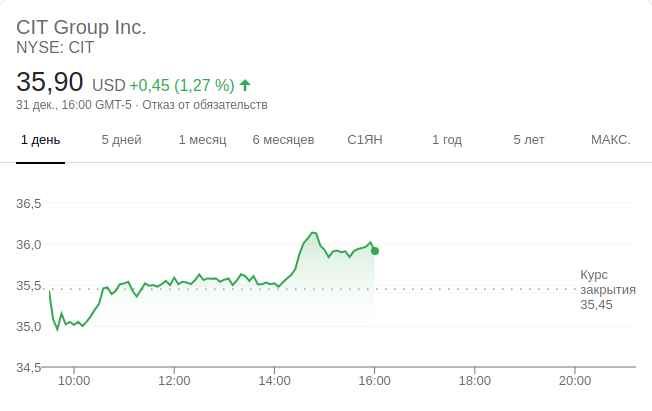 CIT Group Inc.
NYSE: CIT
35,90 USD +0,45 (1,27 %)
31 дек., 16:00 GMT-5 · Отказ от обязательств
1 день 5 дней 1 месяц 6 месяцев С1ЯН 1 год 5 лет МАКС.
36,5
36,0
35,5
35,0
34,5
Курс
закрытия
35,45
10:00 12:00 14:00 16:00 18:00 20:00